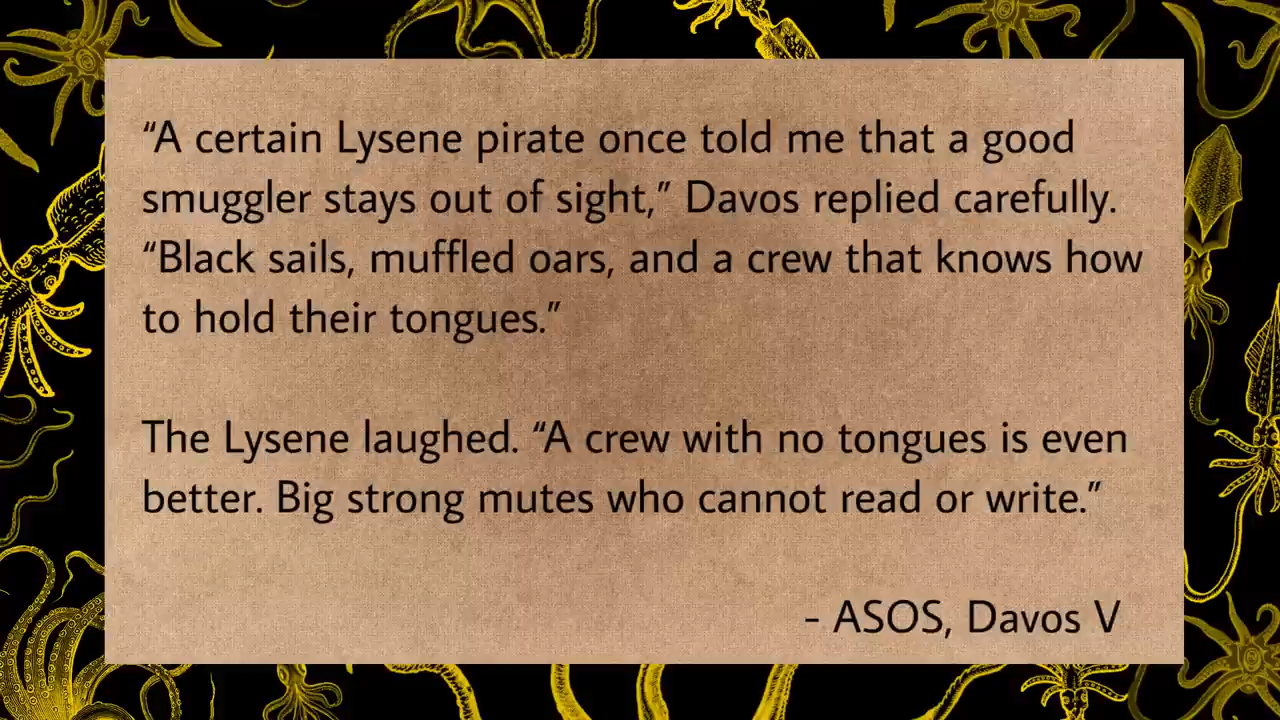 “A certain Lysene pirate once told me that a good
smuggler stays out of sight,” Davos replied carefully.
“Black sails, muffled oars, and a crew that knows how
to hold their tongues.”
The Lysene laughed. “A crew with no tongues is even
better. Big strong mutes who cannot read or write.”
- ASOS, Davos V